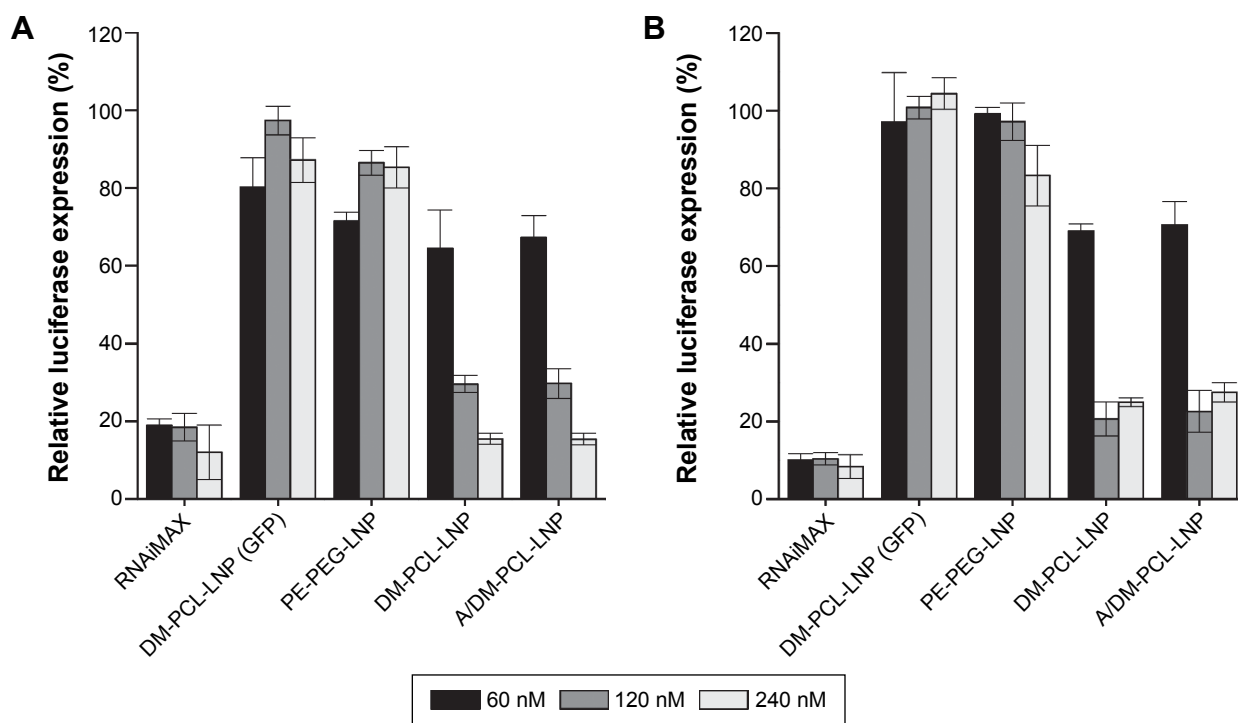 A
Relative luciferase expression (%)
120
100
80
60
40
20
0
RNAiMAX
DM-PCL-LNP (GFP)
PE-PEG-LNP
DM-PCL-LNP
A/DM-PCL-LNP
B
Relative luciferase expression (%)
120
100
80
60
40
20
0
RNAiMAX
DM-PCL-LNP (GFP)
PE-PEG-LNP
DM-PCL-LNP
A/DM-PCL-LNP
60 nM 120 nM 240 nM